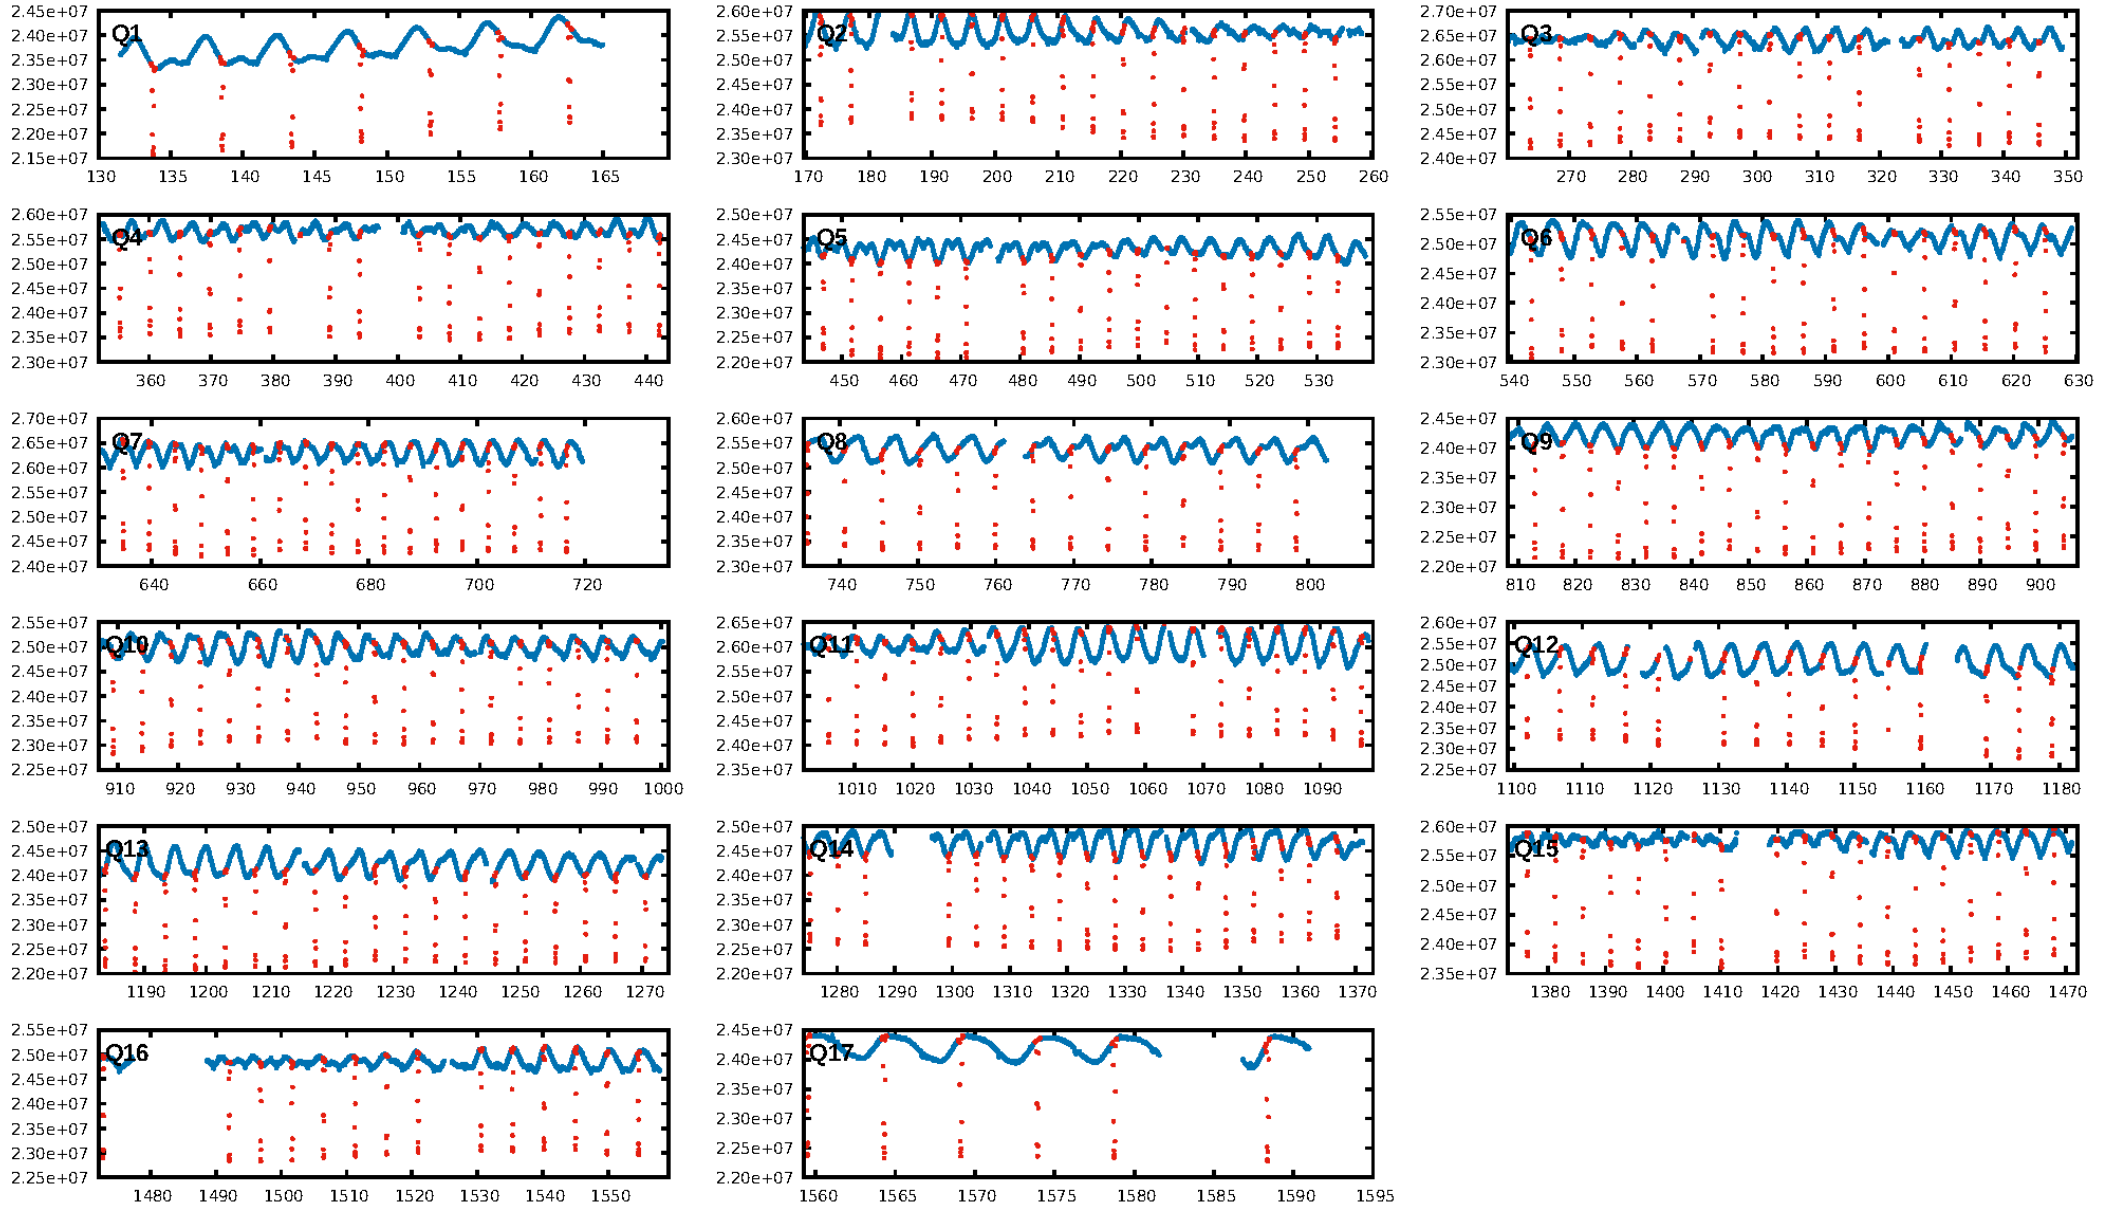 2.45e+07 2.40e+07 2.35e+07 2.30e+07 2.25e+07 2.20e+07 2.15e+07
Q1
130 135 140 145 150 155 160 165
2.60e+07 2.55e+07 2.50e+07 2.45e+07 2.40e+07 2.35e+07 2.30e+07
Q2
170 180 190 200 210 220 230 240 250 260
2.70e+07 2.65e+07 2.60e+07 2.55e+07 2.50e+07 2.45e+07 2.40e+07
Q3
270 280 290 300 310 320 330 340 350
2.60e+07 2.55e+07 2.50e+07 2.45e+07 2.40e+07 2.35e+07 2.30e+07
Q4
360 370 380 390 400 410 420 430 440
2.50e+07 2.45e+07 2.40e+07 2.35e+07 2.30e+07 2.25e+07 2.20e+07
Q5
450 460 470 480 490 500 510 520 530
2.55e+07 2.50e+07 2.45e+07 2.40e+07 2.35e+07 2.30e+07
Q6
540 550 560 570 580 590 600 610 620 630
2.70e+07 2.65e+07 2.60e+07 2.55e+07 2.50e+07 2.45e+07 2.40e+07
Q7
640 660 680 700 720
2.60e+07 2.55e+07 2.50e+07 2.45e+07 2.40e+07 2.35e+07 2.30e+07
Q8
740 750 760 770 780 790 800
2.45e+07 2.40e+07 2.35e+07 2.30e+07 2.25e+07 2.20e+07
Q9
810 820 830 840 850 860 870 880 890 900
2.55e+07 2.50e+07 2.45e+07 2.40e+07 2.35e+07 2.30e+07 2.25e+07
Q10
910 920 930 940 950 960 970 980 990 1000
2.65e+07 2.60e+07 2.55e+07 2.50e+07 2.45e+07 2.40e+07 2.35e+07
Q11
1010 1020 1030 1040 1050 1060 1070 1080 1090
2.60e+07 2.55e+07 2.50e+07 2.45e+07 2.40e+07 2.35e+07 2.30e+07 2.25e+07
Q12
1100 1110 1120 1130 1140 1150 1160 1170 1180
2.50e+07 2.45e+07 2.40e+07 2.35e+07 2.30e+07 2.25e+07 2.20e+07
Q13
1190 1200 1210 1220 1230 1240 1250 1260 1270
2.50e+07 2.45e+07 2.40e+07 2.35e+07 2.30e+07 2.25e+07 2.20e+07
Q14
1280 1290 1300 1310 1320 1330 1340 1350 1360 1370
2.60e+07 2.55e+07 2.50e+07 2.45e+07 2.40e+07 2.35e+07
Q15
1380 1390 1400 1410 1420 1430 1440 1450 1460 1470
2.55e+07 2.50e+07 2.45e+07 2.40e+07 2.35e+07 2.30e+07 2.25e+07
Q16
1480 1490 1500 1510 1520 1530 1540 1550
2.45e+07 2.40e+07 2.35e+07 2.30e+07 2.25e+07 2.20e+07
Q17
1560 1565 1570 1575 1580 1585 1590 1595